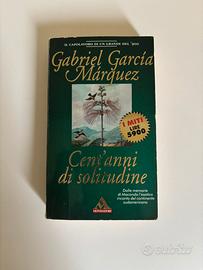 IL CAPOLAVORO DI UN GRANDE DEL '900
Gabriel García
Márquez
I MITI
LIRE
5900
Cent'anni
di solitudine
Dalle memorie
di Macondo l'esotico
incanto del continente
sudamericano
MONDADORI
subito